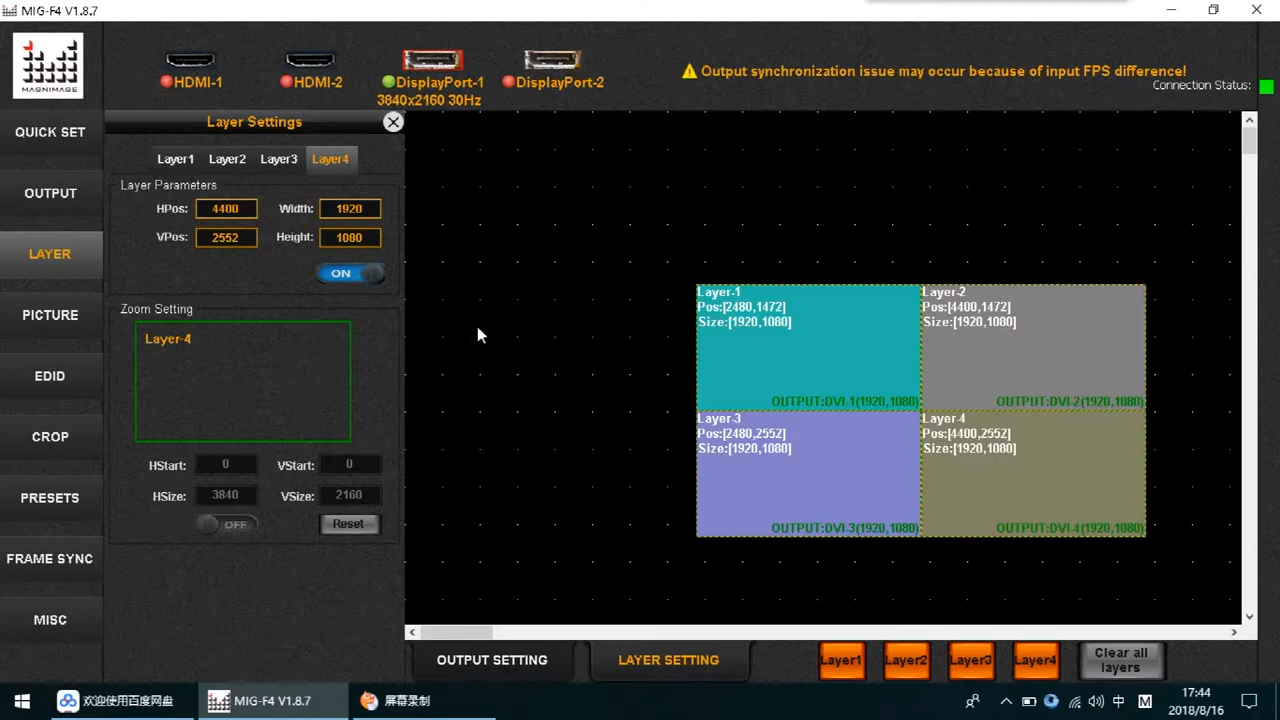 MIG-F4 V1.8.7
MAGNIMAGE
HDMI-1
HDMI-2
DisplayPort-1
3840x2160 30Hz
DisplayPort-2
Output synchronization issue may occur because of input FPS difference!
Connection Status:
QUICK SET
OUTPUT
LAYER
PICTURE
EDID
CROP
PRESETS
FRAME SYNC
MISC
Layer Settings
Layer1 Layer2 Layer3 Layer4
Layer Parameters
HPos: 4400 Width: 1920
VPos: 2552 Height: 1080
ON
Zoom Setting
Layer-4
HStart: 0 VStart: 0
HSize: 3840 VSize: 2160
OFF Reset
Layer-1
Pos:[2480,1472]
Size:[1920,1080]
OUTPUT:DVI-1(1920,1080)
Layer-2
Pos:[4400,1472]
Size:[1920,1080]
OUTPUT:DVI-2(1920,1080)
Layer-3
Pos:[2480,2552]
Size:[1920,1080]
OUTPUT:DVI-3(1920,1080)
Layer-4
Pos:[4400,2552]
Size:[1920,1080]
OUTPUT:DVI-4(1920,1080)
OUTPUT SETTING
LAYER SETTING
Layer1
Layer2
Layer3
Layer4
Clear all
layers
欢迎使用百度网盘
MIG-F4 V1.8.7
屏幕录制
中
M
17:44
2018/8/16